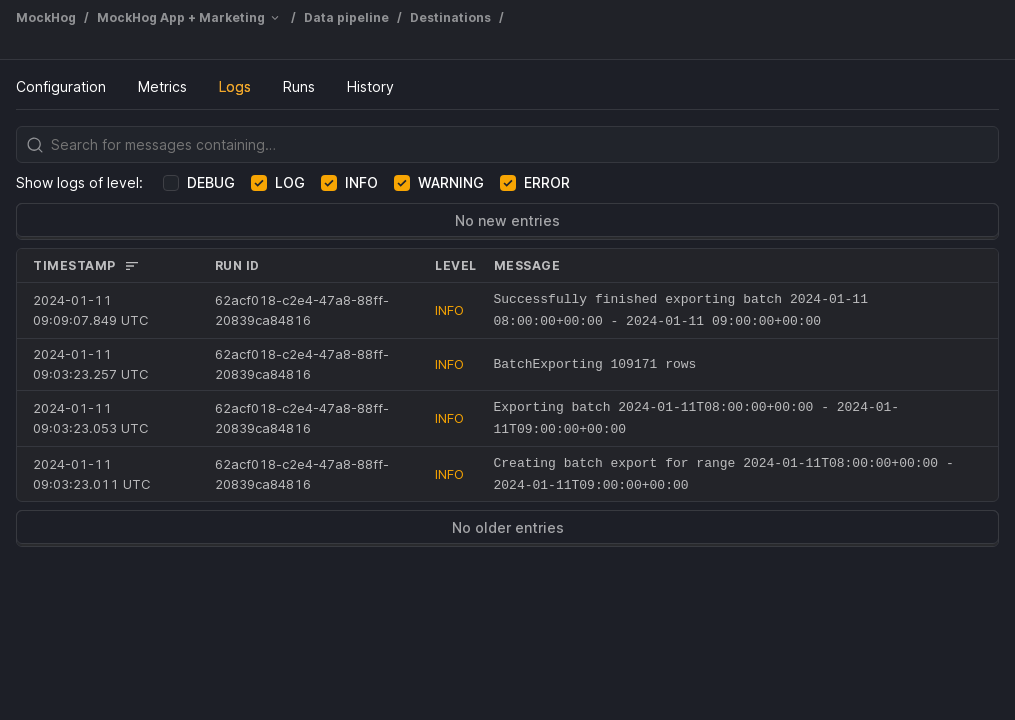 MockHog / MockHog App + Marketing / Data pipeline / Destinations /
Configuration Metrics Logs Runs History
Search for messages containing…
Show logs of level: DEBUG LOG INFO WARNING ERROR
No new entries
TIMESTAMP RUN ID LEVEL MESSAGE
2024-01-11 62acf018-c2e4-47a8-88ff- INFO Successfully finished exporting batch 2024-01-11
09:09:07.849 UTC 20839ca84816 08:00:00+00:00 - 2024-01-11 09:00:00+00:00
2024-01-11 62acf018-c2e4-47a8-88ff- INFO BatchExporting 109171 rows
09:03:23.257 UTC 20839ca84816
2024-01-11 62acf018-c2e4-47a8-88ff- INFO Exporting batch 2024-01-11T08:00:00+00:00 - 2024-01-
09:03:23.053 UTC 20839ca84816 11T09:00:00+00:00
2024-01-11 62acf018-c2e4-47a8-88ff- INFO Creating batch export for range 2024-01-11T08:00:00+00:00 -
09:03:23.011 UTC 20839ca84816 2024-01-11T09:00:00+00:00
No older entries